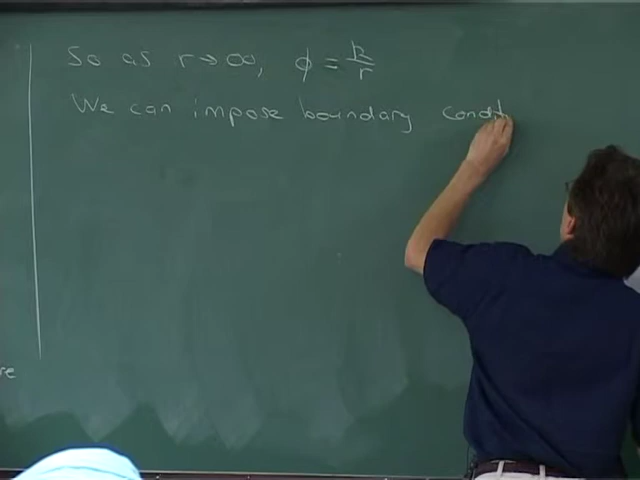 So as r→∞, ϕ = k/r
We can impose boundary condit
re